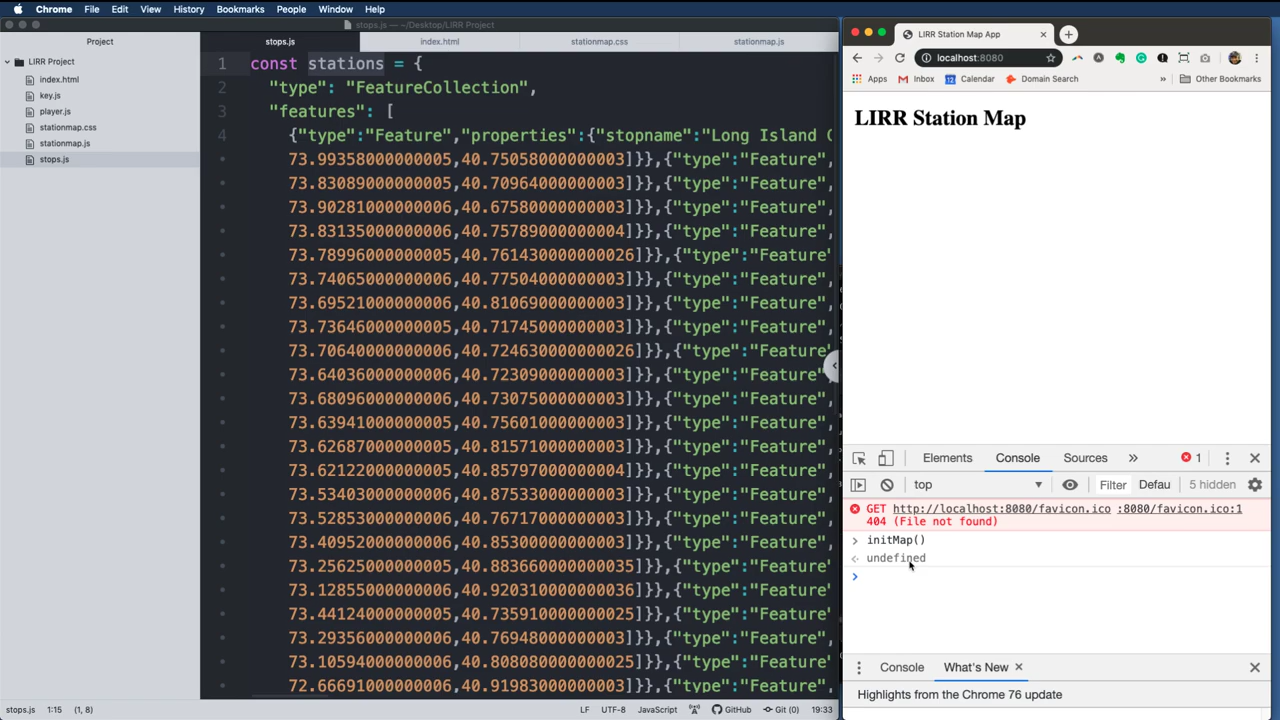 Chrome File Edit View History Bookmarks People Window Help
stops.js — ~/Desktop/LIRR Project
Project
LIRR Project
index.html
key.js
player.js
stationmap.css
stationmap.js
stops.js
stops.js index.html stationmap.css stationmap.js
1 const stations = {
2 "type": "FeatureCollection",
3 "features": [
4 {"type":"Feature","properties":{"stopname":"Long Island
73.99358000000005,40.75058000000003]}},{"type":"Feature",
73.83089000000005,40.70964000000003]}},{"type":"Feature",
73.90281000000006,40.67580000000003]}},{"type":"Feature",
73.83135000000006,40.75789000000004]}},{"type":"Feature",
73.78996000000005,40.761430000000026]}},{"type":"Feature"
73.74065000000006,40.77504000000003]}},{"type":"Feature",
73.69521000000006,40.81069000000003]}},{"type":"Feature",
73.73646000000005,40.71745000000003]}},{"type":"Feature",
73.70640000000006,40.724630000000026]}},{"type":"Feature"
73.64036000000006,40.72309000000003]}},{"type":"Feature",
73.68096000000006,40.73075000000003]}},{"type":"Feature",
73.63941000000006,40.75601000000003]}},{"type":"Feature",
73.62687000000006,40.81571000000003]}},{"type":"Feature",
73.62122000000006,40.85797000000004]}},{"type":"Feature",
73.53403000000006,40.87533000000003]}},{"type":"Feature",
73.52853000000006,40.76717000000003]}},{"type":"Feature",
73.40952000000006,40.85300000000003]}},{"type":"Feature",
73.25625000000006,40.883660000000035]}},{"type":"Feature"
73.12855000000006,40.920310000000036]}},{"type":"Feature"
73.44124000000006,40.735910000000025]}},{"type":"Feature"
73.29356000000006,40.76948000000003]}},{"type":"Feature",
73.10594000000006,40.808080000000025]}},{"type":"Feature"
72.66691000000006,40.91983000000003]}},{"type":"Feature",
stops.js 1:15 (1, 8) LF UTF-8 JavaScript GitHub Git (0) 19:33
LIRR Station Map App
localhost:8080
Apps Inbox Calendar Domain Search » Other Bookmarks
LIRR Station Map
Elements Console Sources » 1
top Filter Defau 5 hidden
GET http://localhost:8080/favicon.ico :8080/favicon.ico:1
404 (File not found)
initMap()
undefined
Console What's New
Highlights from the Chrome 76 update